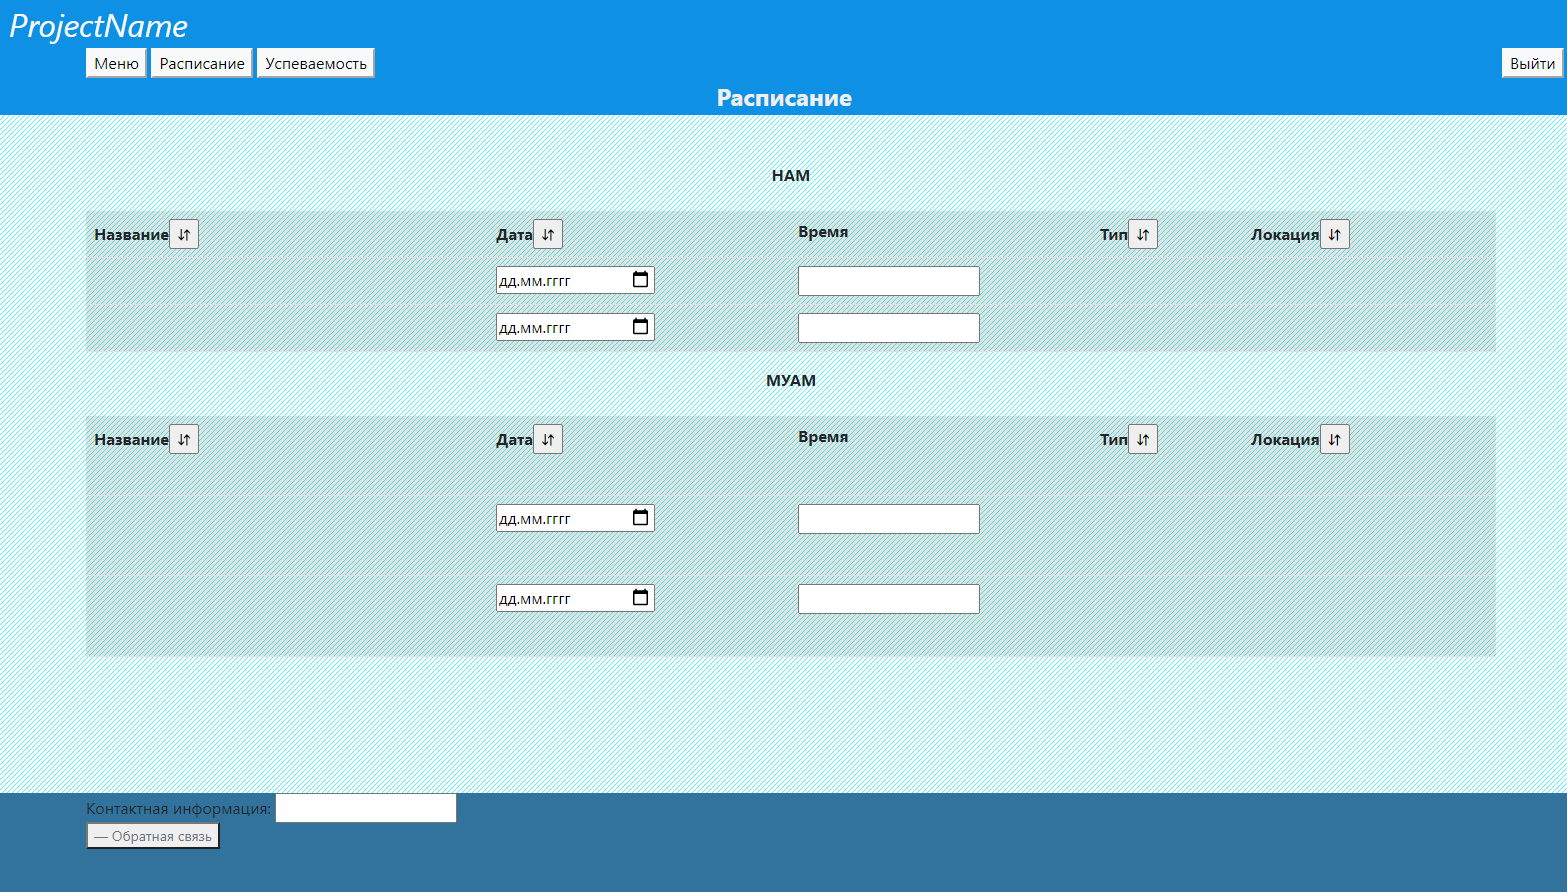 ProjectName
Меню Расписание Успеваемость Выйти
Расписание
НАМ
Название Дата Время Тип Локация
дд.мм.гггг
дд.мм.гггг
МУАМ
Название Дата Время Тип Локация
дд.мм.гггг
дд.мм.гггг
Контактная информация:
— Обратная связь